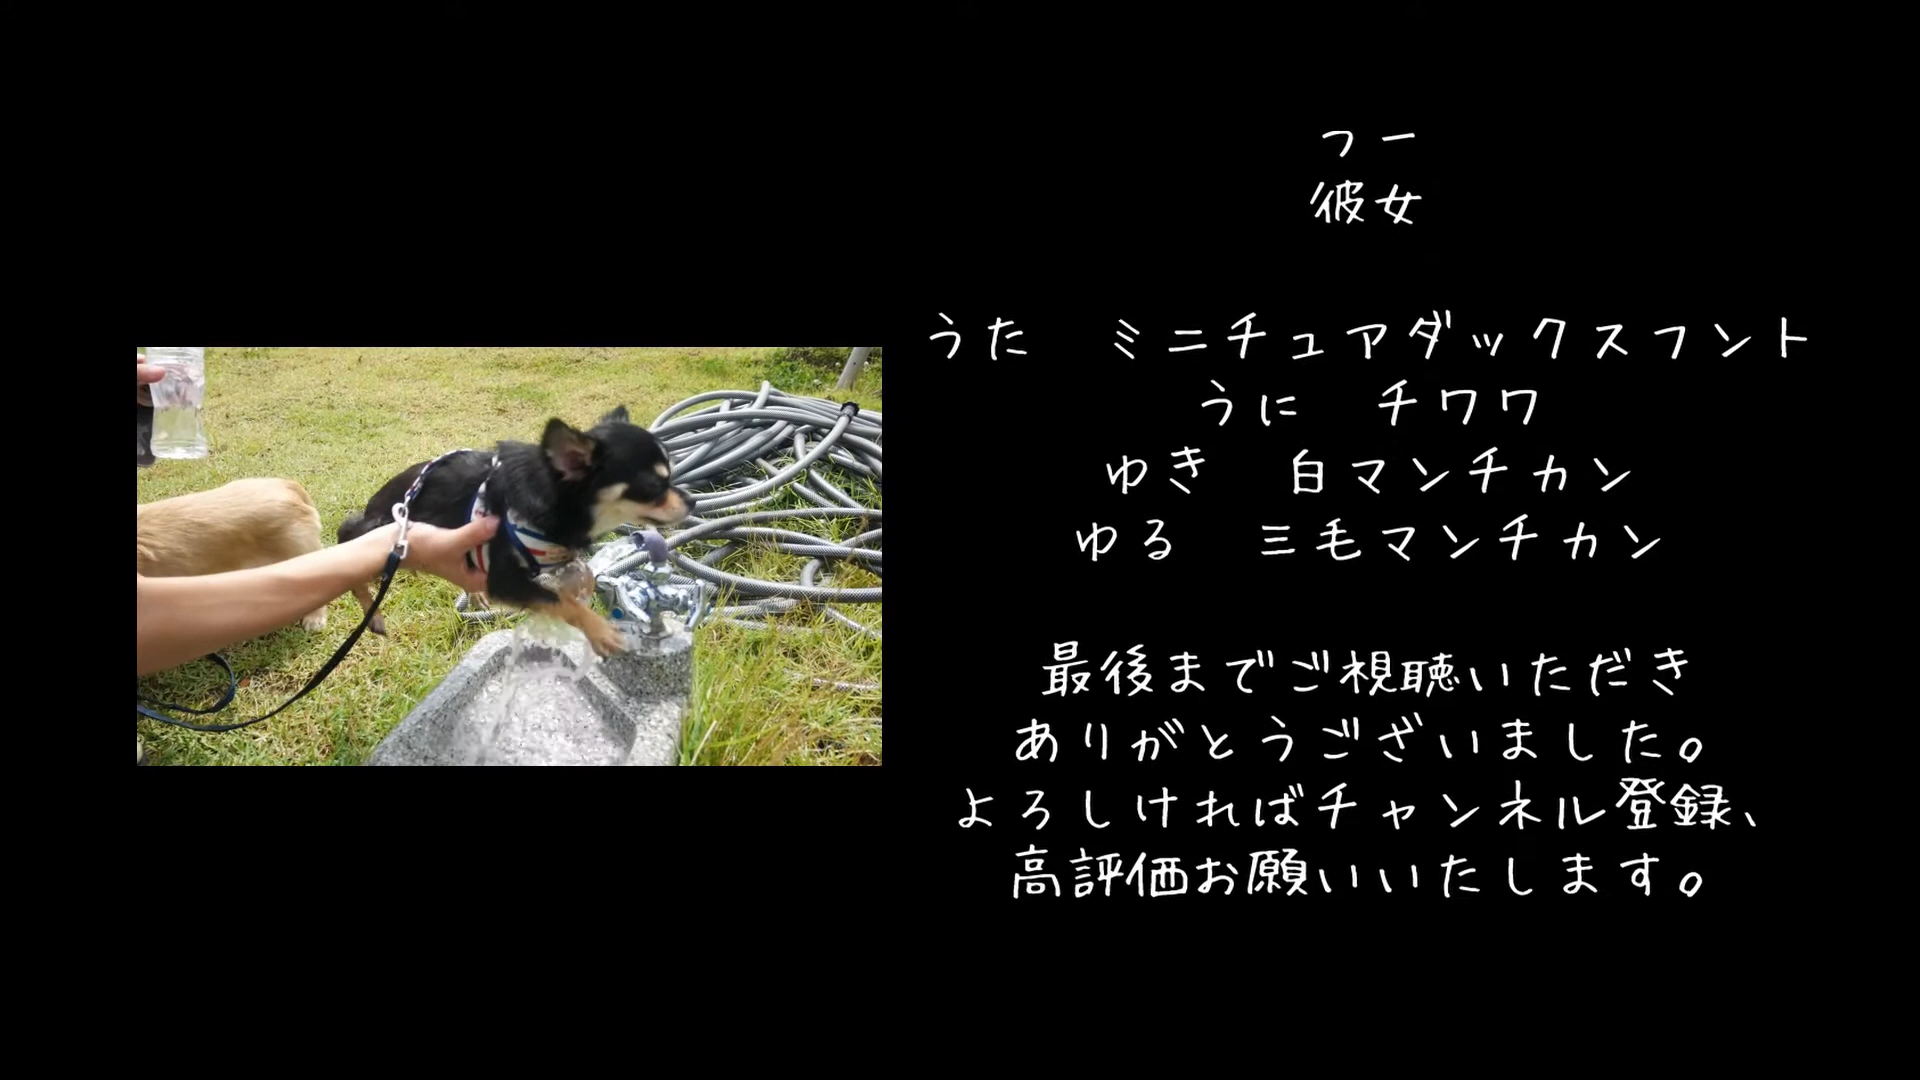 つー
彼女
うた　ミニチュアダックスフント
うに　チワワ
ゆき　白マンチカン
ゆる　三毛マンチカン
最後までご視聴いただき
ありがとうございました。
よろしければチャンネル登録、
高評価お願いいたします。